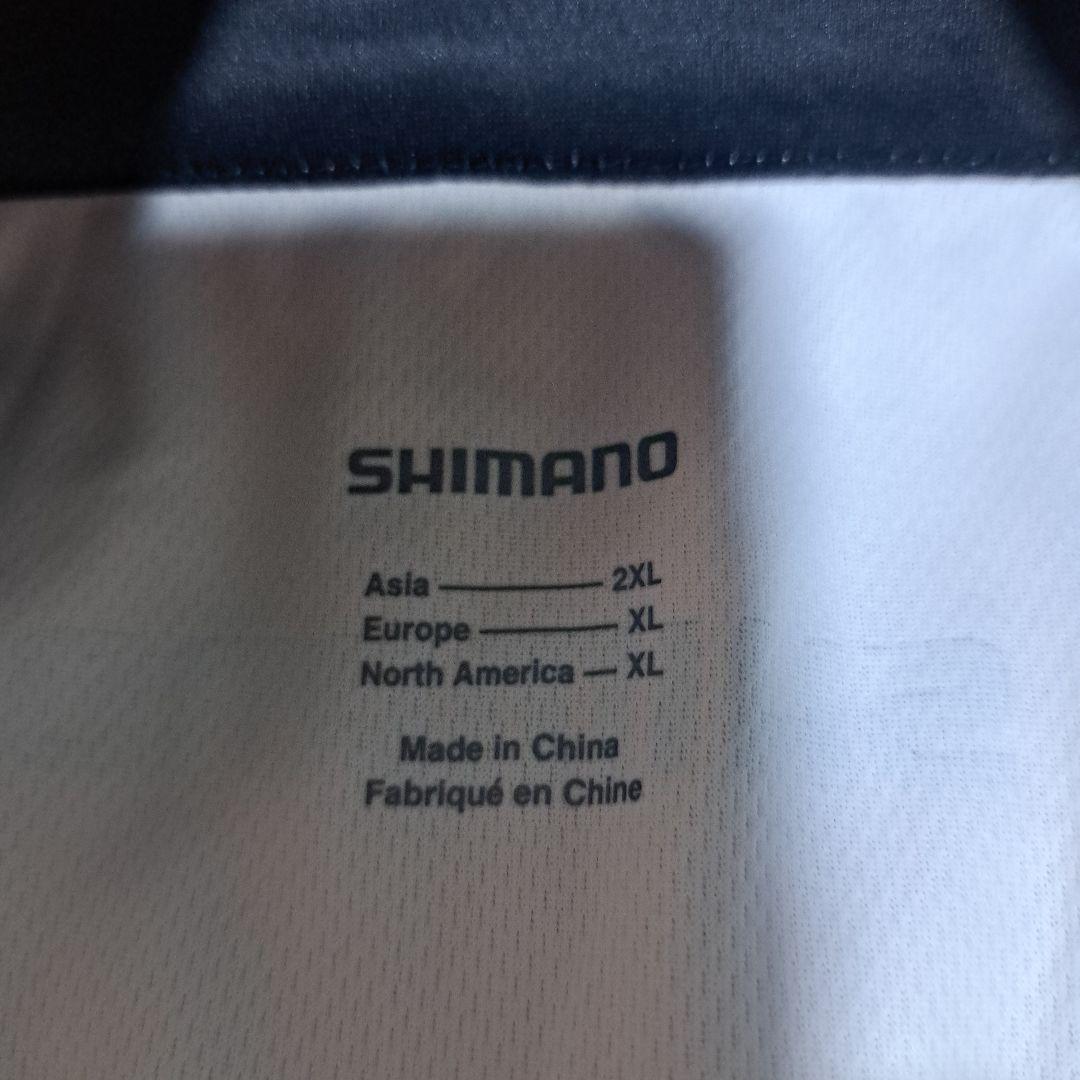 SHIMANO
Asia 2XL
Europe XL
North America XL
Made in China
Fabriqué en Chine